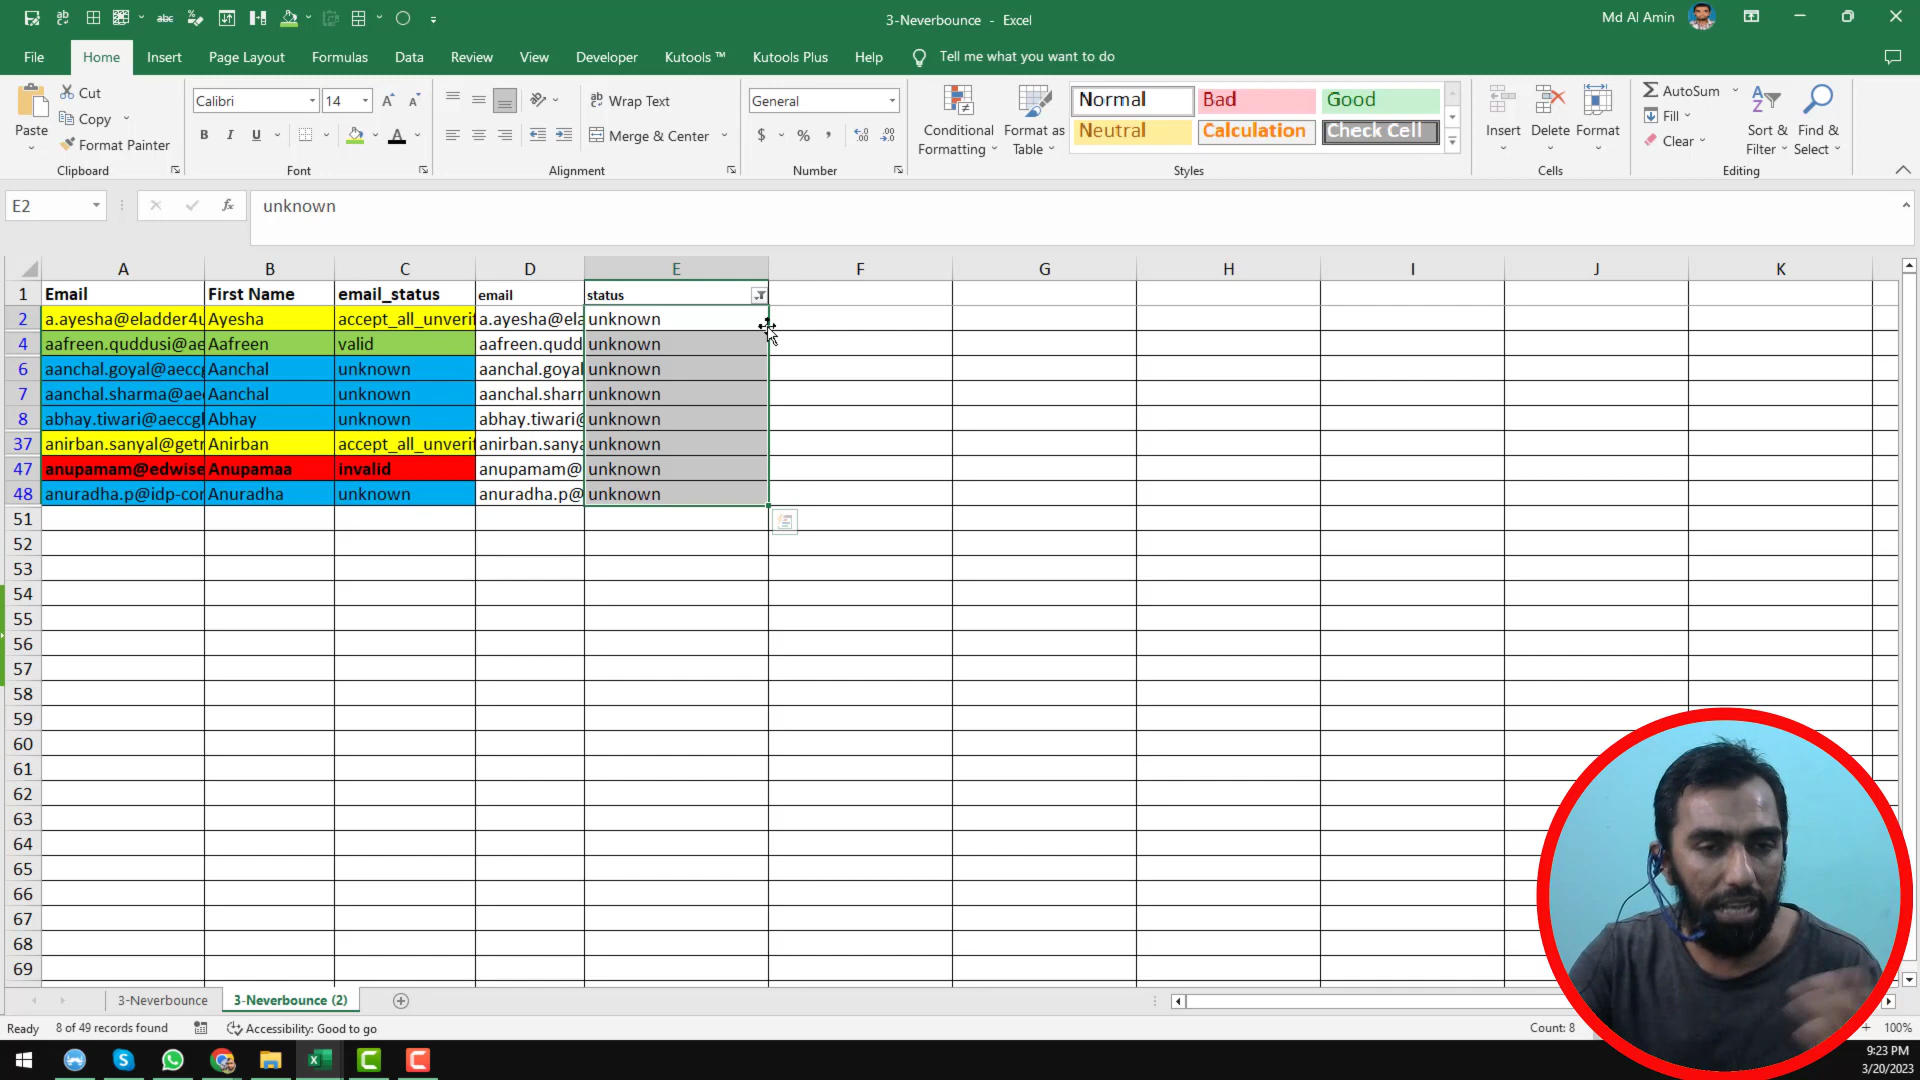 3-Neverbounce - Excel
Md Al Amin
File Home Insert Page Layout Formulas Data Review View Developer Kutools ™ Kutools Plus Help Tell me what you want to do
Paste
Cut
Copy
Format Painter
Clipboard
Calibri 14
B I U
Font
Wrap Text
Merge & Center
Alignment
General
$ % ,
Number
Conditional Formatting
Format as Table
Normal Bad Good
Neutral Calculation Check Cell
Styles
Insert Delete Format
Cells
AutoSum
Fill
Clear
Sort & Filter
Find & Select
Editing
E2 fx unknown
A B C D E F G H I J K
1 Email First Name email_status email status
2 a.ayesha@eladder4u Ayesha accept_all_unverif a.ayesha@ela unknown
4 aafreen.quddusi@ae Aafreen valid aafreen.qudd unknown
6 aanchal.goyal@aeccg Aanchal unknown aanchal.goyal unknown
7 aanchal.sharma@aec Aanchal unknown aanchal.sharm unknown
8 abhay.tiwari@aeccgl Abhay unknown abhay.tiwari@ unknown
37 anirban.sanyal@getr Anirban accept_all_unverif anirban.sanya unknown
47 anupamam@edwise Anupamaa invalid anupamam@ unknown
48 anuradha.p@idp-con Anuradha unknown anuradha.p@ unknown
51
52
53
54
55
56
57
58
59
60
61
62
63
64
65
66
67
68
69
3-Neverbounce 3-Neverbounce (2)
Ready 8 of 49 records found Accessibility: Good to go Count: 8 100%
9:23 PM
3/20/2023